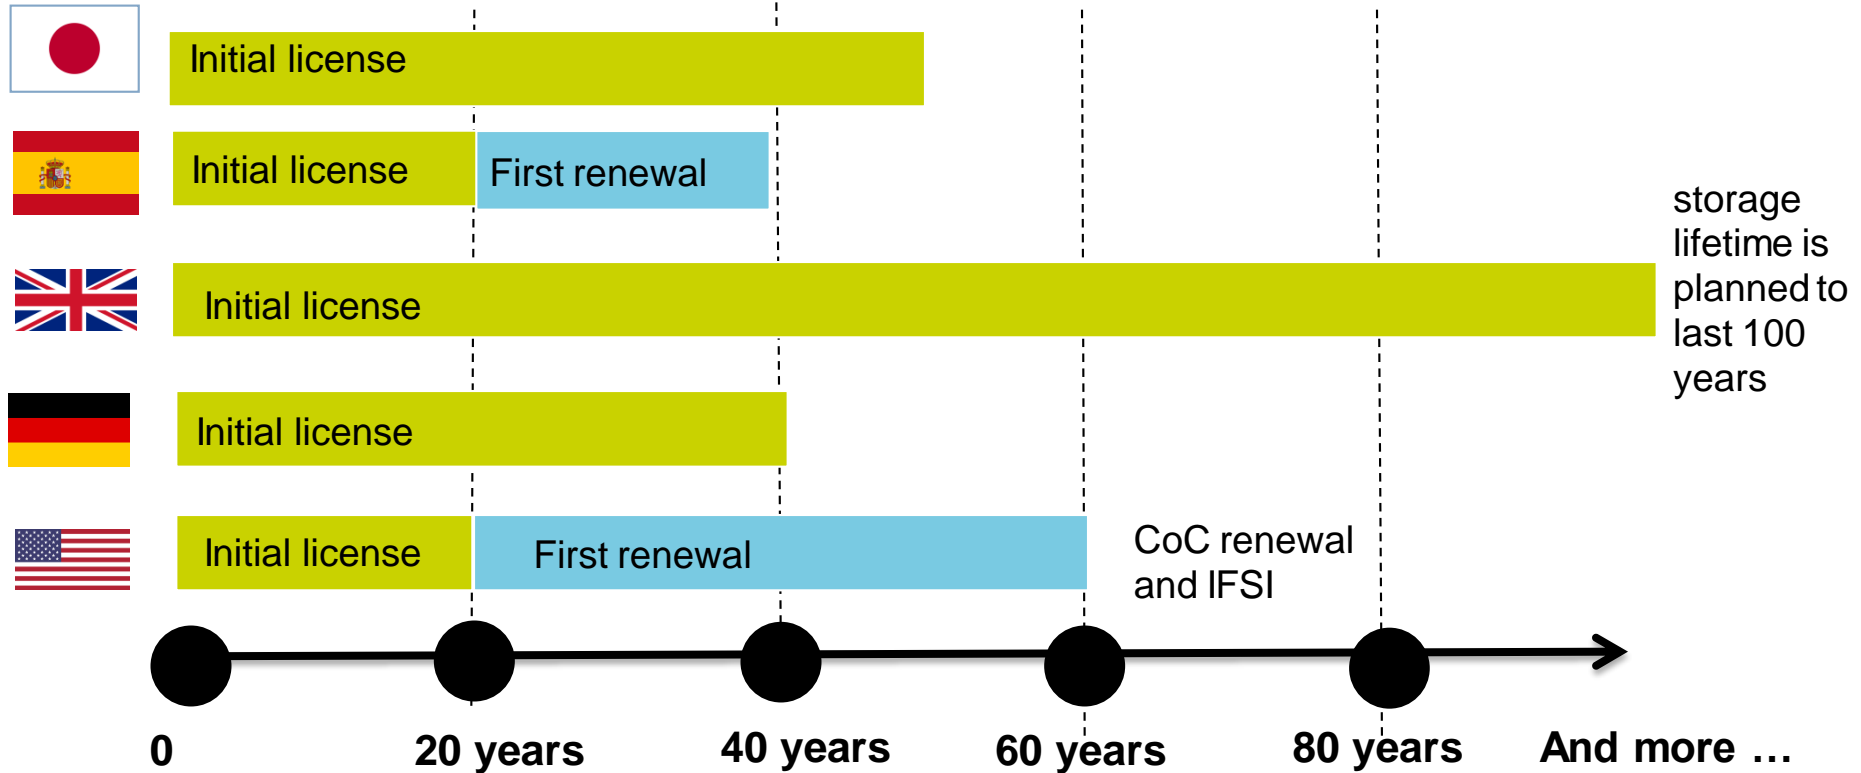 Initial license
Initial license
First renewal
Initial license
storage
lifetime is
planned to
last 100
years
Initial license
Initial license
First renewal
CoC renewal
and IFSI
0
20 years
40 years
60 years
80 years
And more ...